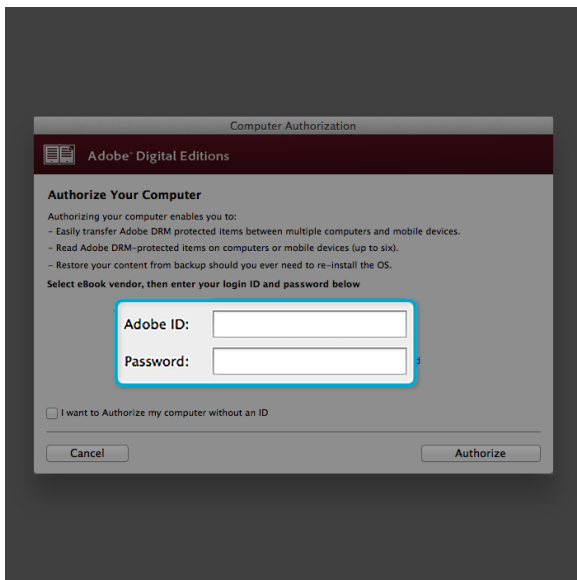 Computer Authorization
Adobe® Digital Editions
Authorize Your Computer
Authorizing your computer enables you to:
– Easily transfer Adobe DRM protected items between multiple computers and mobile devices.
– Read Adobe DRM-protected items on computers or mobile devices (up to six).
– Restore your content from backup should you ever need to re-install the OS.
Select eBook vendor, then enter your login ID and password below
Adobe ID:
Password:
I want to Authorize my computer without an ID
Cancel
Authorize